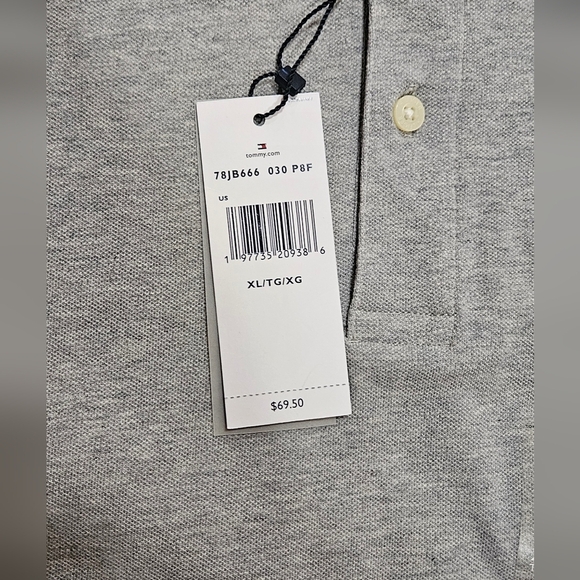 tommy.com
78JB666 030 P8F
US
1 97735 20938 6
XL/TG/XG
$69.50